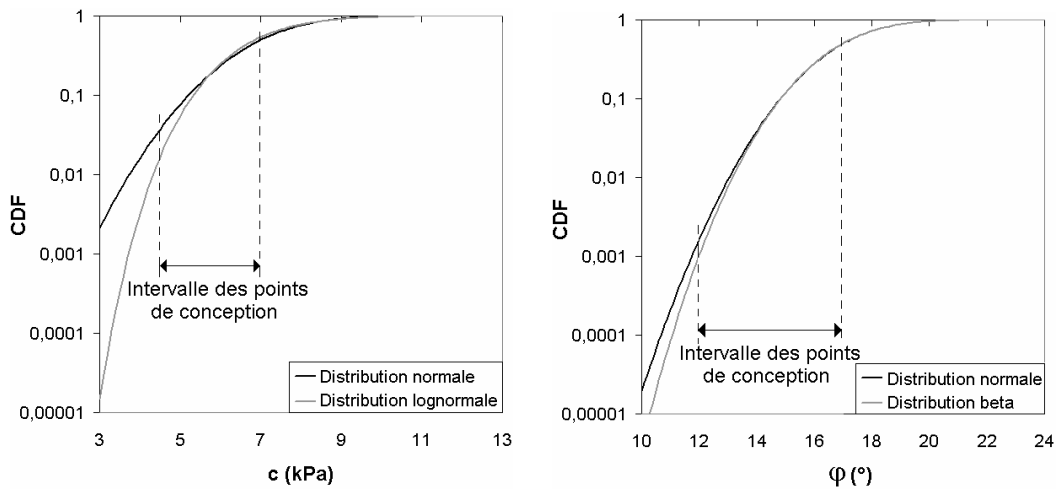 CDF
1
0,1
0,01
0,001
0,0001
0,00001
Intervalle des points
de conception
Distribution normale
Distribution lognormale
3
5
7
9
11
13
c (kPa)
CDF
1
0,1
0,01
0,001
0,0001
0,00001
Intervalle des points
de conception
Distribution normale
Distribution beta
10
12
14
16
18
20
22
24
φ (°)